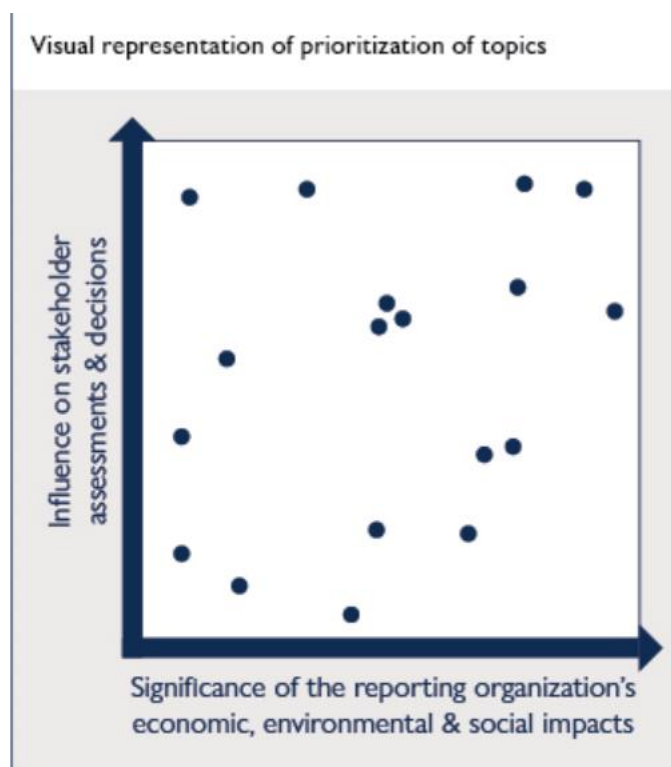 Visual representation of prioritization of topics
Influence on stakeholder
assessments & decisions
Significance of the reporting organization's
economic, environmental & social impacts